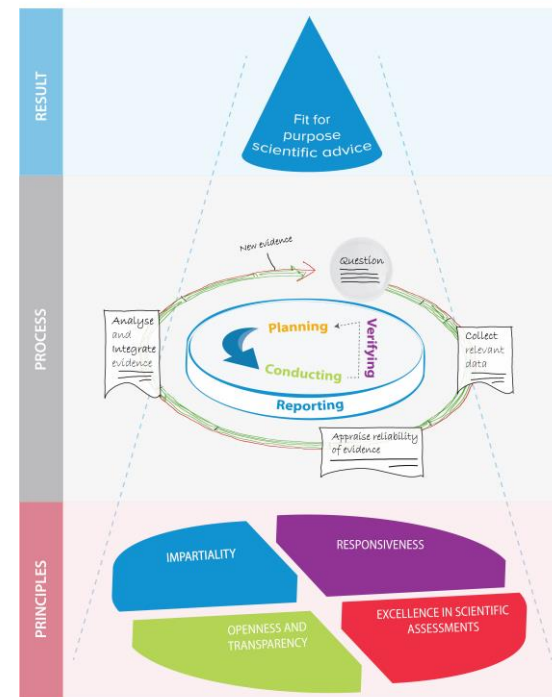 RESULT
Fit for
purpose
scientific advice
PROCESS
New evidence
Question
Analyse
and
Integrate
evidence
Planning
Verifying
Conducting
Reporting
Collect
relevant
data
Appraise reliability
of evidence
PRINCIPLES
IMPARTIALITY
RESPONSIVENESS
OPENNESS AND
TRANSPARENCY
EXCELLENCE IN SCIENTIFIC
ASSESSMENTS